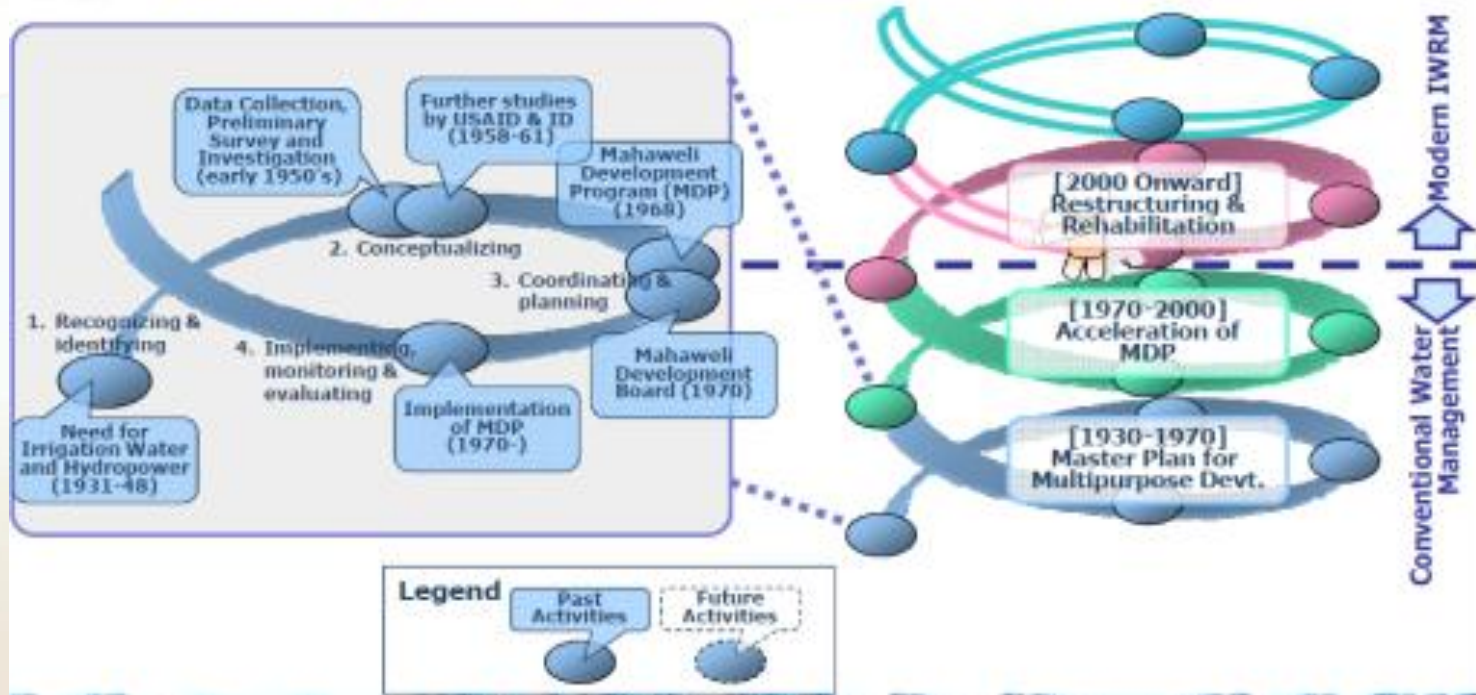 Data Collection,
Preliminary
Survey and
Investigation
(early 1950's)
Further studies
by USAID & ID
(1958-61)
Mahaweli
Development
Program (MDP)
(1968)
2. Conceptualizing
3. Coordinating &
planning
1. Recognizing &
identifying
4. Implementing,
monitoring &
evaluating
Mahaweli
Development
Board (1970)
Implementation
of MDP
(1970-)
Need for
Irrigation Water
and Hydropower
(1931-48)
[2000 Onward]
Restructuring &
Rehabilitation
[1970-2000]
Acceleration of
MDP
[1930-1970]
Master Plan for
Multipurpose Devt.
Modern IWRM
Conventional Water
Management
Legend
Past
Activities
Future
Activities